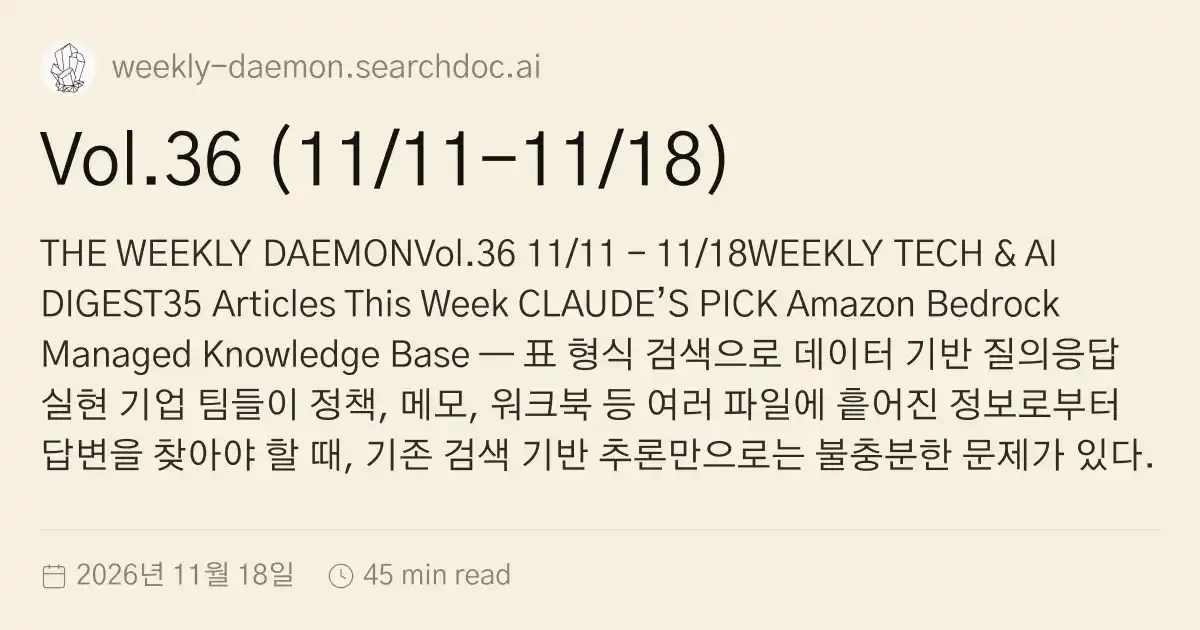 weekly-daemon.searchdoc.ai
Vol.36 (11/11–11/18)
THE WEEKLY DAEMONVol.36 11/11 – 11/18WEEKLY TECH & AI
DIGEST35 Articles This Week CLAUDE’S PICK Amazon Bedrock
Managed Knowledge Base — 표 형식 검색으로 데이터 기반 질의응답
실현 기업 팀들이 정책, 메모, 워크북 등 여러 파일에 흩어진 정보로부터
답변을 찾아야 할 때, 기존 검색 기반 추론만으로는 불충분한 문제가 있다.
2026년 11월 18일
45 min read